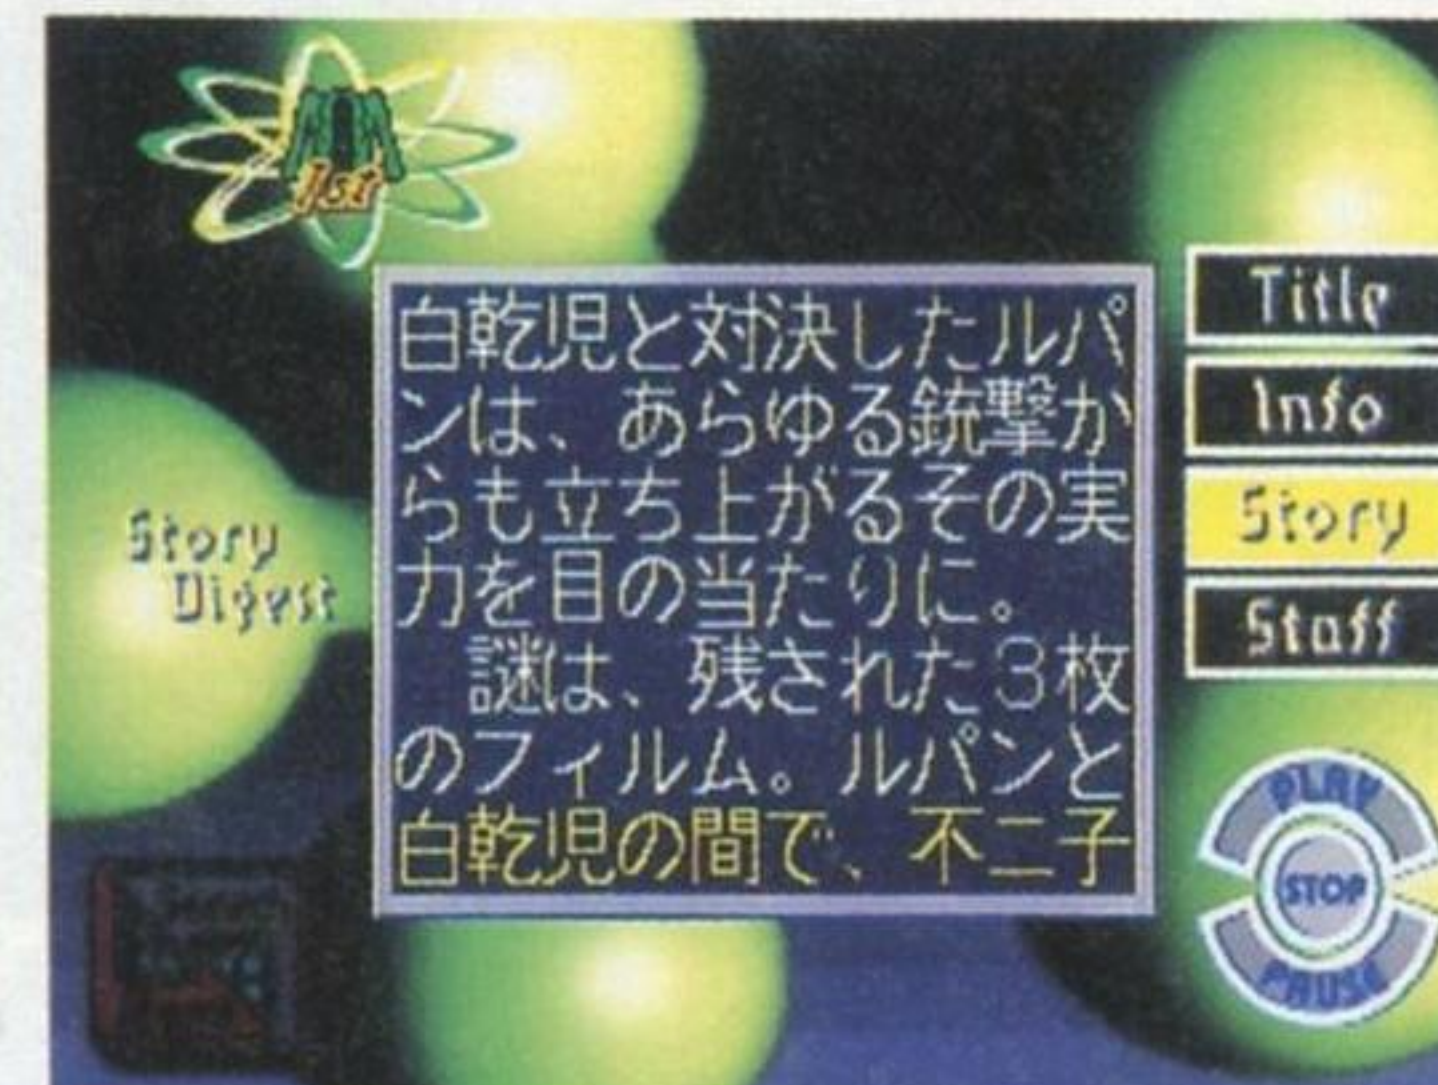 1st
白乾児と対決したルパ
ンは、あらゆる銃撃か
らも立ち上がるその実
力を目の当たりに。
　謎は、残された３枚
のフィルム。ルパンと
白乾児の間で、不二子
Story
Digest
Title
Info
Story
Staff
PLAY
STOP
PAUSE